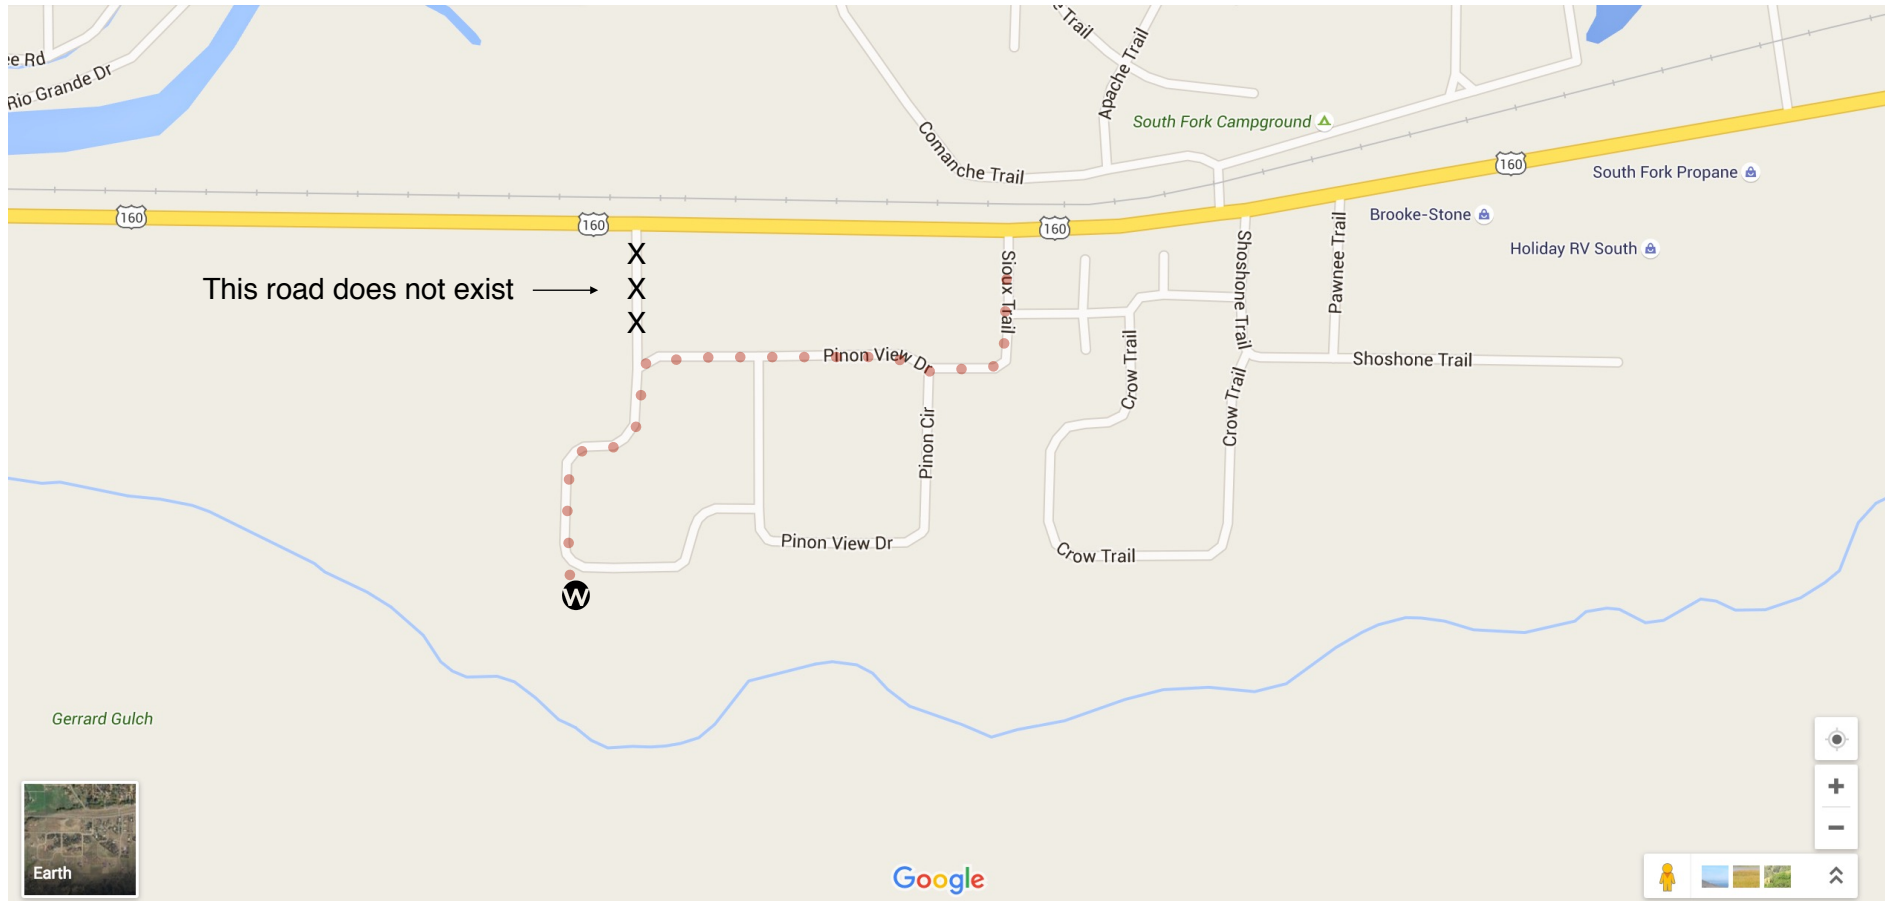 ee Rd
Rio Grande Dr
e Trail
Apache Trail
South Fork Campground
Comanche Trail
160
South Fork Propane
160
160
160
Brooke-Stone
Holiday RV South
X
This road does not exist
X
X
Sioux Trail
Shoshone Trail
Pawnee Trail
Pinon View Dr
Crow Trail
Shoshone Trail
Pinon Cir
Crow Trail
Pinon View Dr
Crow Trail
W
Gerrard Gulch
Earth
Google